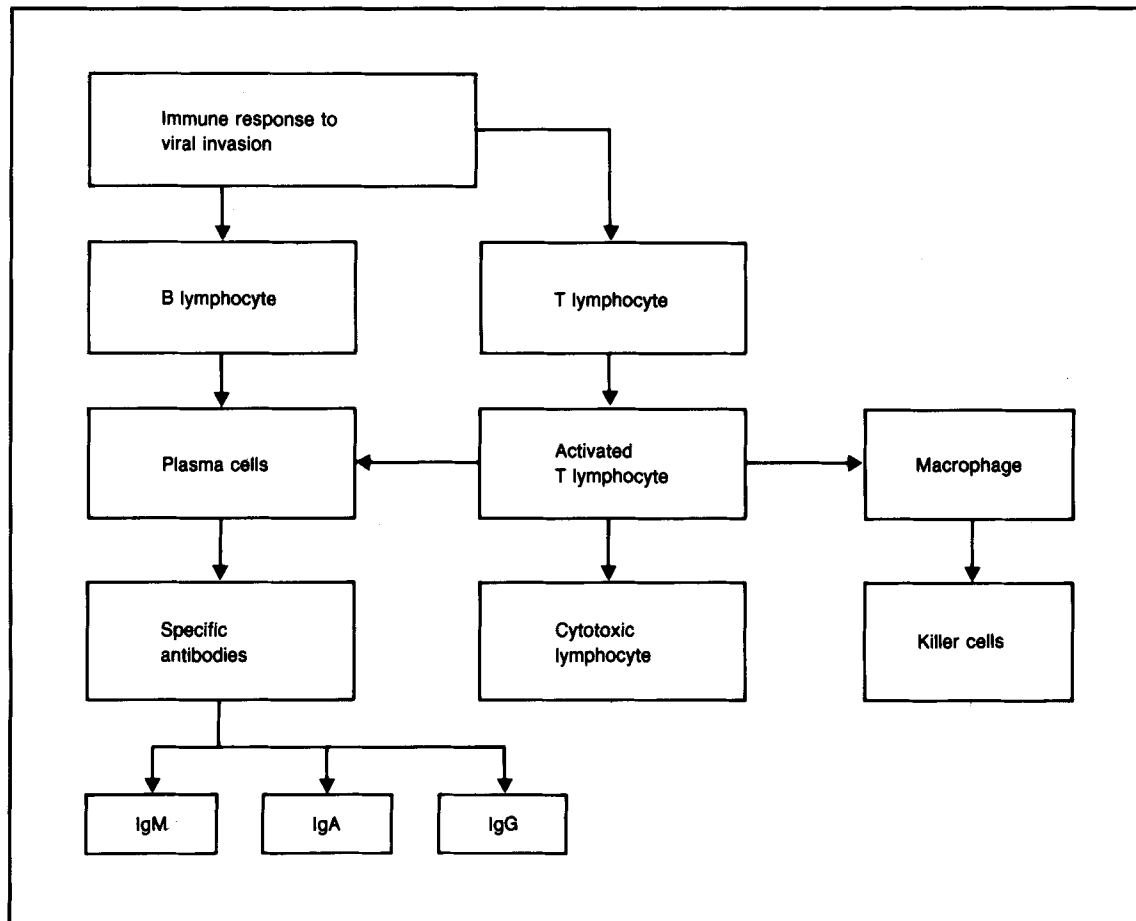 Immune response to
viral invasion
B lymphocyte
T lymphocyte
Plasma cells
Activated
T lymphocyte
Macrophage
Specific
antibodies
Cytotoxic
lymphocyte
Killer cells
IgM
IgA
IgG